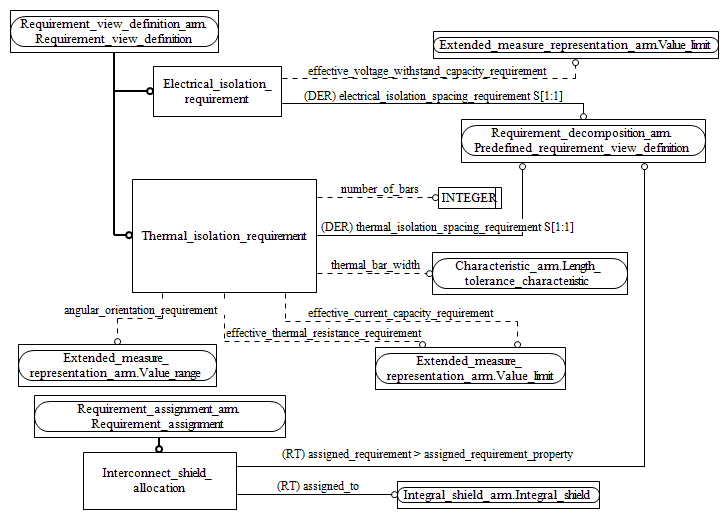 Requirement_view_definition_arm.
Requirement_view_definition
Extended_measure_representation_arm.Value_limit
effective_voltage_withstand_capacity_requirement
Electrical_isolation_
requirement
(DER) electrical_isolation_spacing_requirement S[1:1]
Requirement_decomposition_arm.
Predefined_requirement_view_definition
number_of_bars
INTEGER
Thermal_isolation_requirement
(DER) thermal_isolation_spacing_requirement S[1:1]
thermal_bar_width
Characteristic_arm.Length_
tolerance_characteristic
angular_orientation_requirement
effective_current_capacity_requirement
effective_thermal_resistance_requirement
Extended_measure_
representation_arm.Value_range
Extended_measure_
representation_arm.Value_limit
Requirement_assignment_arm.
Requirement_assignment
(RT) assigned_requirement > assigned_requirement_property
Interconnect_shield_
allocation
(RT) assigned_to
Integral_shield_arm.Integral_shield